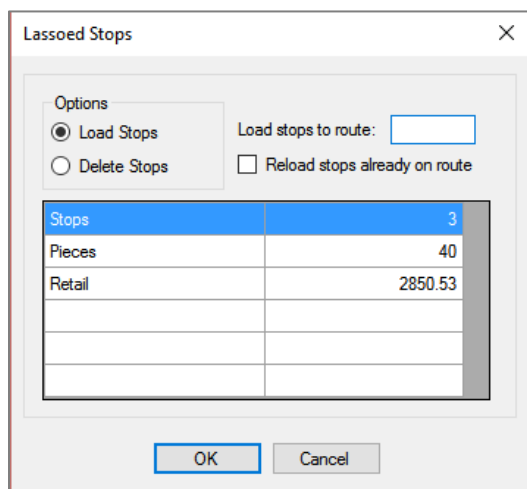 Lassoed Stops
Options
Load Stops
Delete Stops
Load stops to route:
Reload stops already on route
Stops 3
Pieces 40
Retail 2850.53
OK Cancel